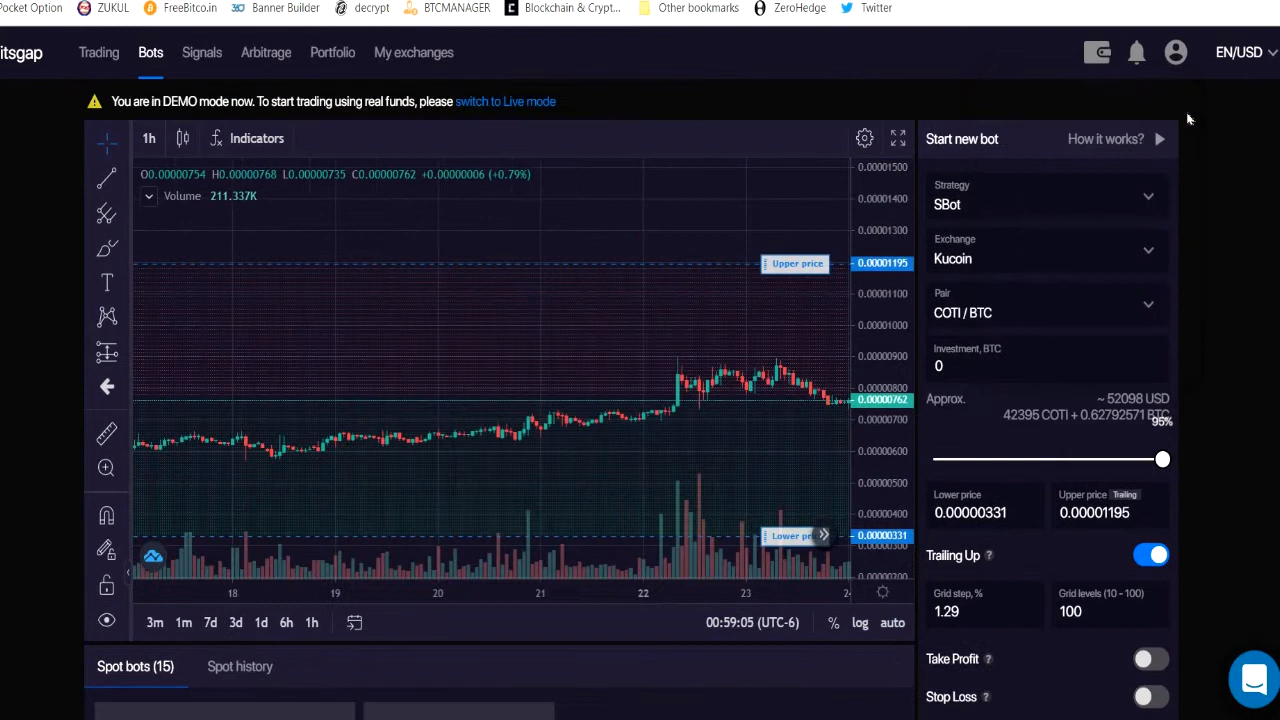 Pocket Option ZUKUL FreeBitco.in Banner Builder decrypt BTCMANAGER Blockchain & Crypt... Other bookmarks ZeroHedge Twitter
itsgap Trading Bots Signals Arbitrage Portfolio My exchanges EN/USD
You are in DEMO mode now. To start trading using real funds, please switch to Live mode
1h Indicators
O0.00000754 H0.00000768 L0.00000735 C0.00000762 +0.00000006 (+0.79%)
Volume 211.337K
0.00001500
0.00001400
0.00001300
Upper price 0.00001195
0.00001100
0.00001000
0.00000900
0.00000800
0.00000762
0.00000700
0.00000600
0.00000500
0.00000400
Lower pr 0.00000331
0.00000300
0.00000200
18 19 20 21 22 23 24
3m 1m 7d 3d 1d 6h 1h 00:59:05 (UTC-6) % log auto
Spot bots (15) Spot history
Start new bot How it works?
Strategy
SBot
Exchange
Kucoin
Pair
COTI / BTC
Investment, BTC
0
Approx. ~ 52098 USD
42395 COTI + 0.62792571 BTC
95%
Lower price Upper price Trailing
0.00000331 0.00001195
Trailing Up ?
Grid step, % Grid levels (10 - 100)
1.29 100
Take Profit ?
Stop Loss ?